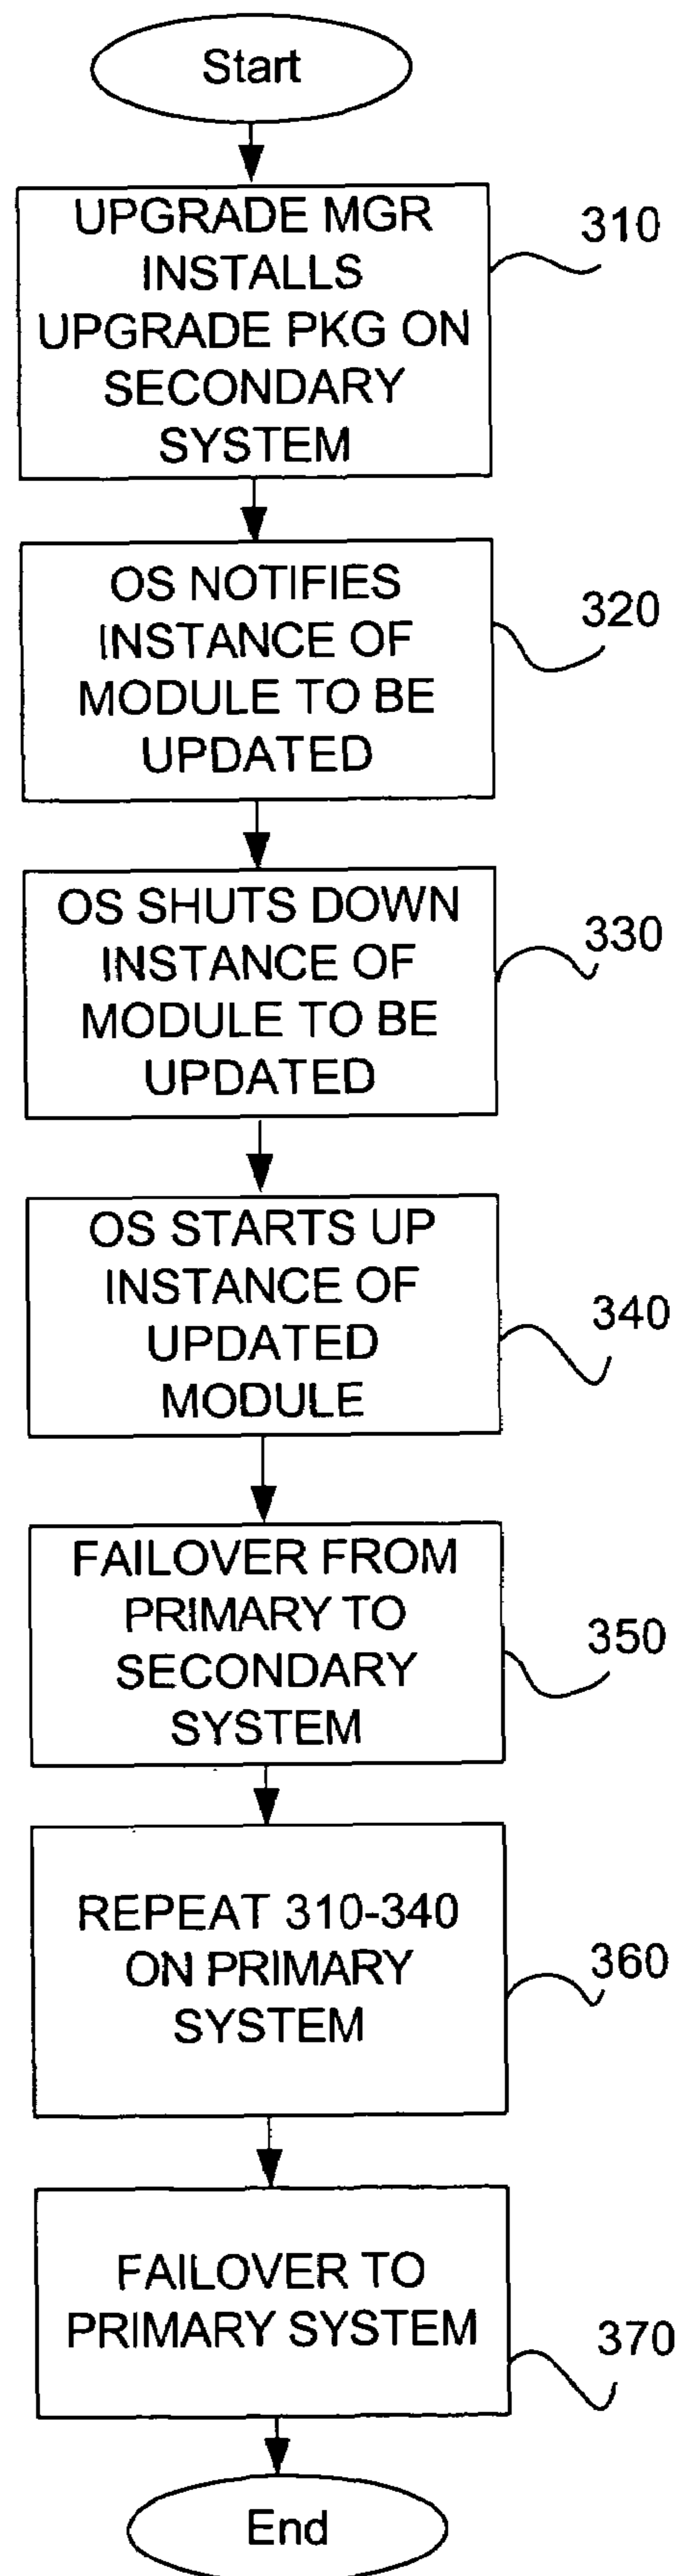 Start
UPGRADE MGR
INSTALLS
UPGRADE PKG ON
SECONDARY
SYSTEM
310
OS NOTIFIES
INSTANCE OF
MODULE TO BE
UPDATED
320
OS SHUTS DOWN
INSTANCE OF
MODULE TO BE
UPDATED
330
OS STARTS UP
INSTANCE OF
UPDATED
MODULE
340
FAILOVER FROM
PRIMARY TO
SECONDARY
SYSTEM
350
REPEAT 310-340
ON PRIMARY
SYSTEM
360
FAILOVER TO
PRIMARY SYSTEM
370
End